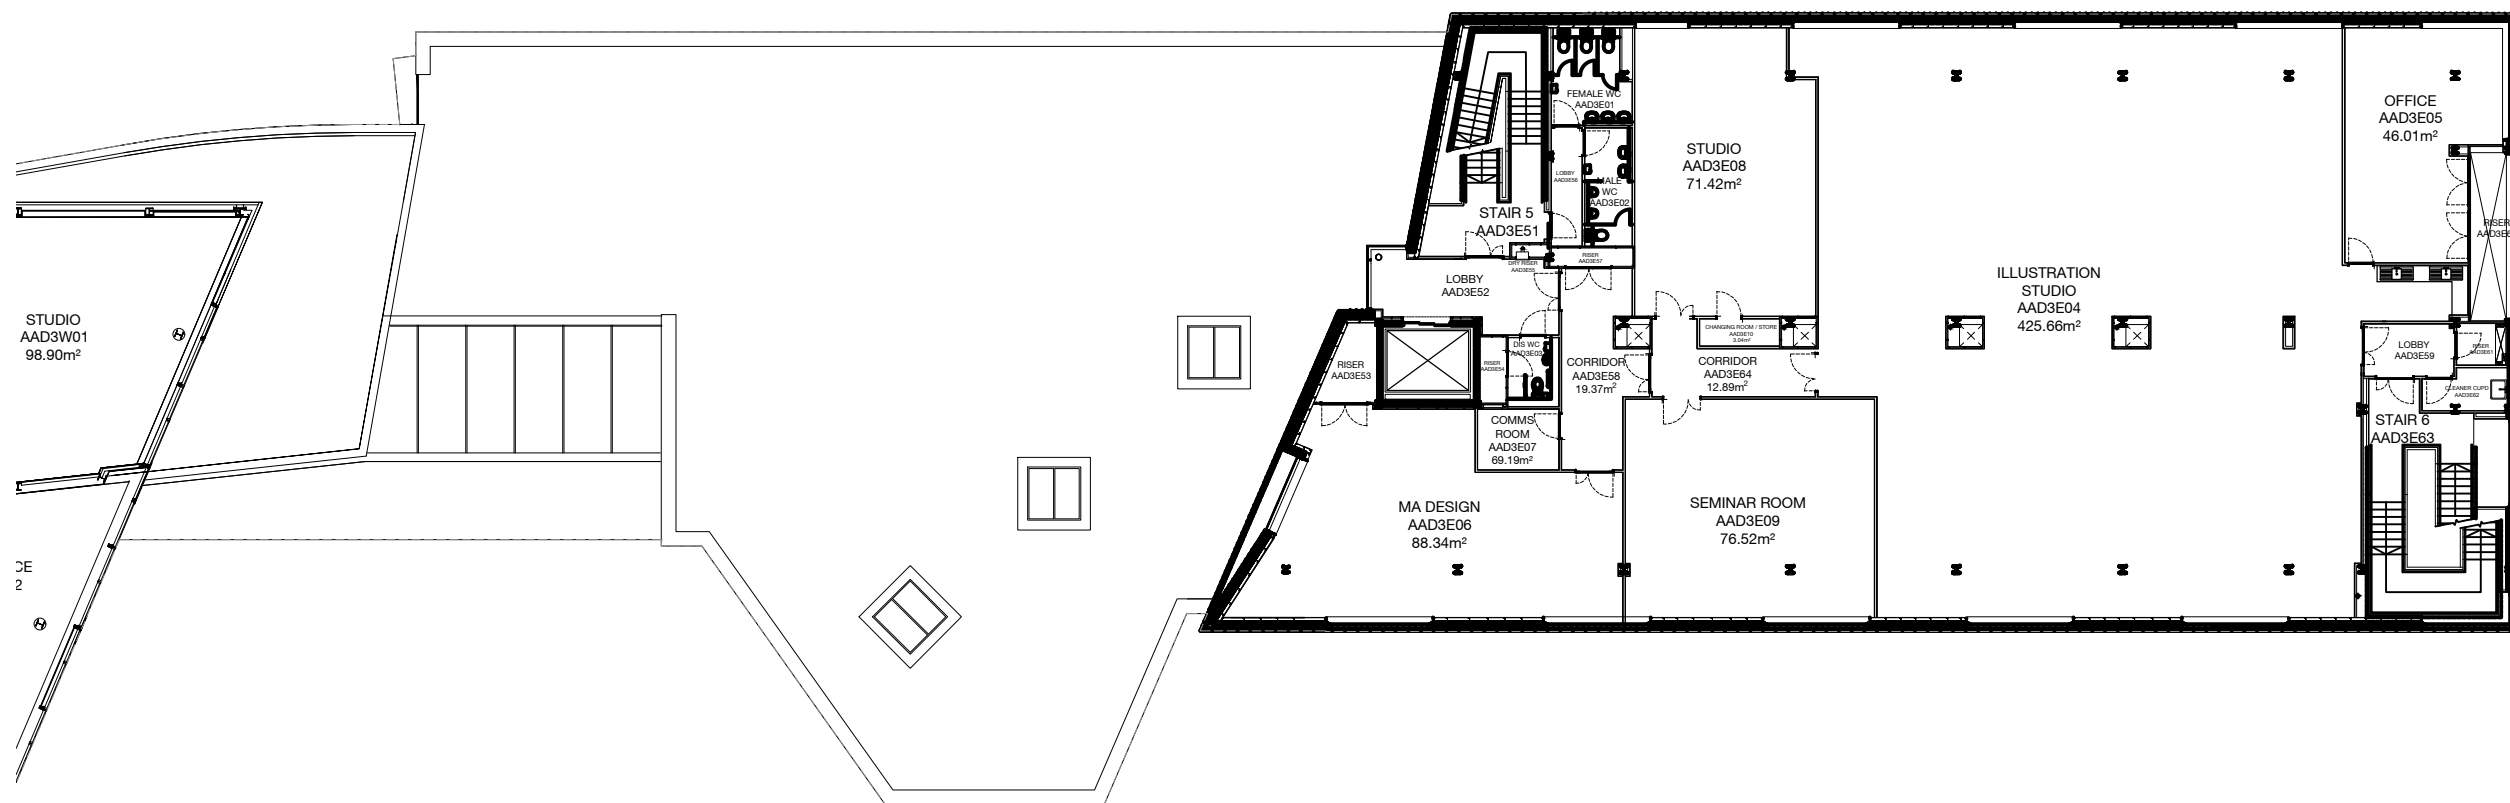 STUDIO
AAD3W01
98.90m²
CE
2
FEMALE WC
AAD3E01
LOBBY
AAD3E56
MALE
WC
AAD3E02
STAIR 5
AAD3E51
DRY RISER
AAD3E55
RISER
AAD3E57
LOBBY
AAD3E52
RISER
AAD3E53
RISER
AAD3E54
DIS WC
AAD3E03
CORRIDOR
AAD3E58
19.37m²
COMMS
ROOM
AAD3E07
69.19m²
MA DESIGN
AAD3E06
88.34m²
STUDIO
AAD3E08
71.42m²
CHANGING ROOM / STORE
AAD3E10
3.04m²
CORRIDOR
AAD3E64
12.89m²
SEMINAR ROOM
AAD3E09
76.52m²
ILLUSTRATION
STUDIO
AAD3E04
425.66m²
OFFICE
AAD3E05
46.01m²
RISER
LOBBY
AAD3E59
RISER
AAD3E61
CLEANER CUPD
AAD3E62
STAIR 6
AAD3E63